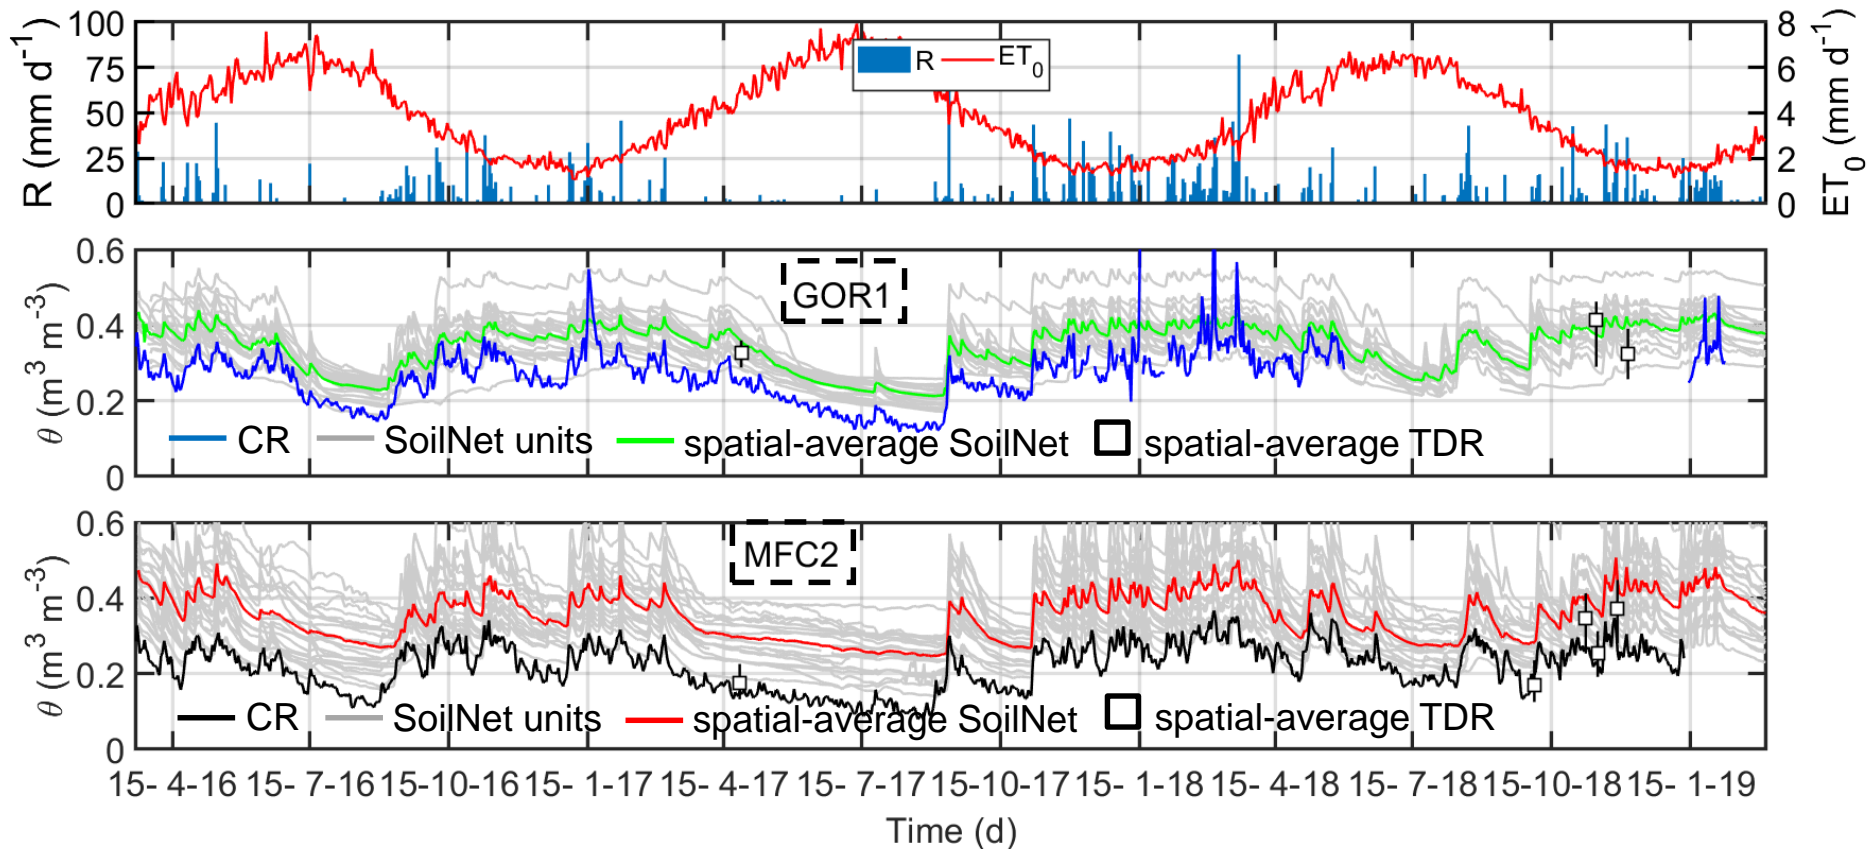 100
75
50
25
0
R (mm d-1)
8
6
4
2
0
ET0 (mm d-1)
R ET0
0.6
0.4
0.2
0
θ (m3 m-3)
GOR1
CR SoilNet units spatial-average SoilNet spatial-average TDR
0.6
0.4
0.2
0
θ (m3 m-3)
MFC2
CR SoilNet units spatial-average SoilNet spatial-average TDR
15- 4-16 15- 7-16 15-10-16 15- 1-17 15- 4-17 15- 7-17 15-10-17 15- 1-18 15- 4-18 15- 7-18 15-10-18 15- 1-19
Time (d)